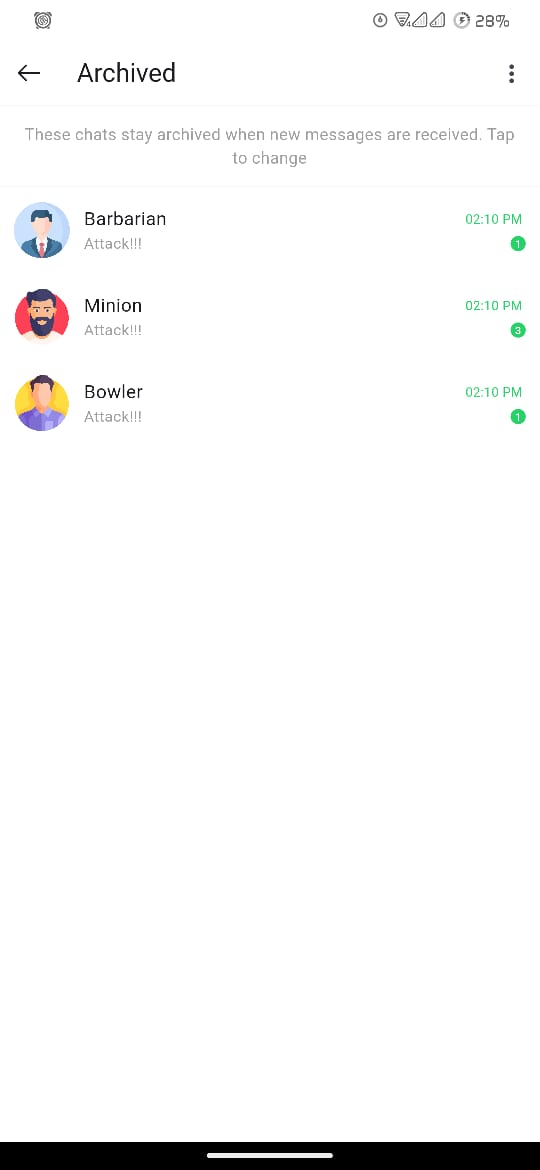 28%
Archived
These chats stay archived when new messages are received. Tap
to change
Barbarian 02:10 PM
Attack!!! 1
Minion 02:10 PM
Attack!!! 3
Bowler 02:10 PM
Attack!!! 1